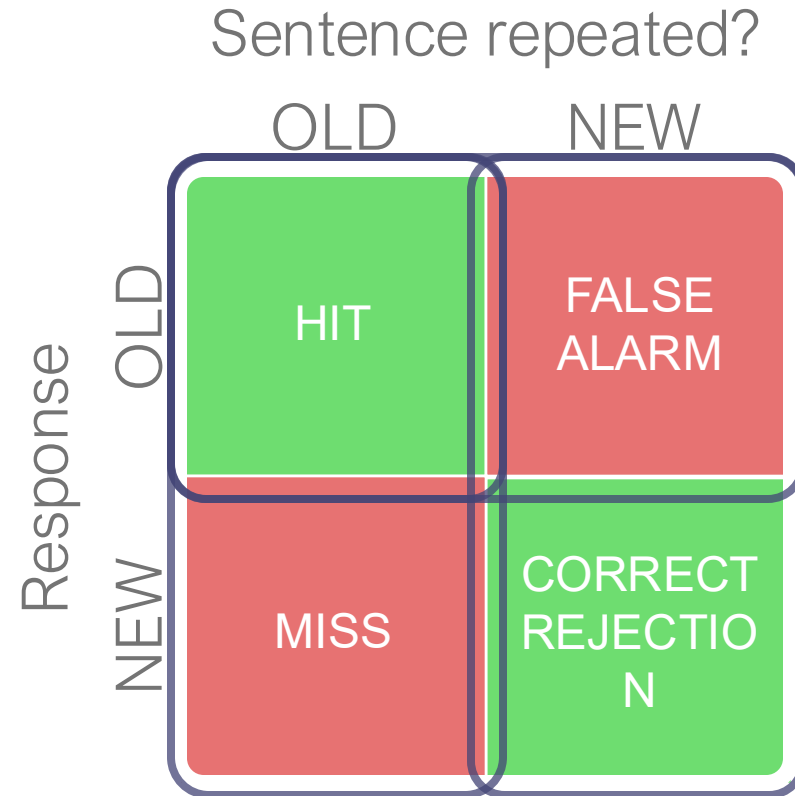 Sentence repeated?
OLD NEW
Response
OLD
HIT
FALSE
ALARM
NEW
MISS
CORRECT
REJECTIO
N